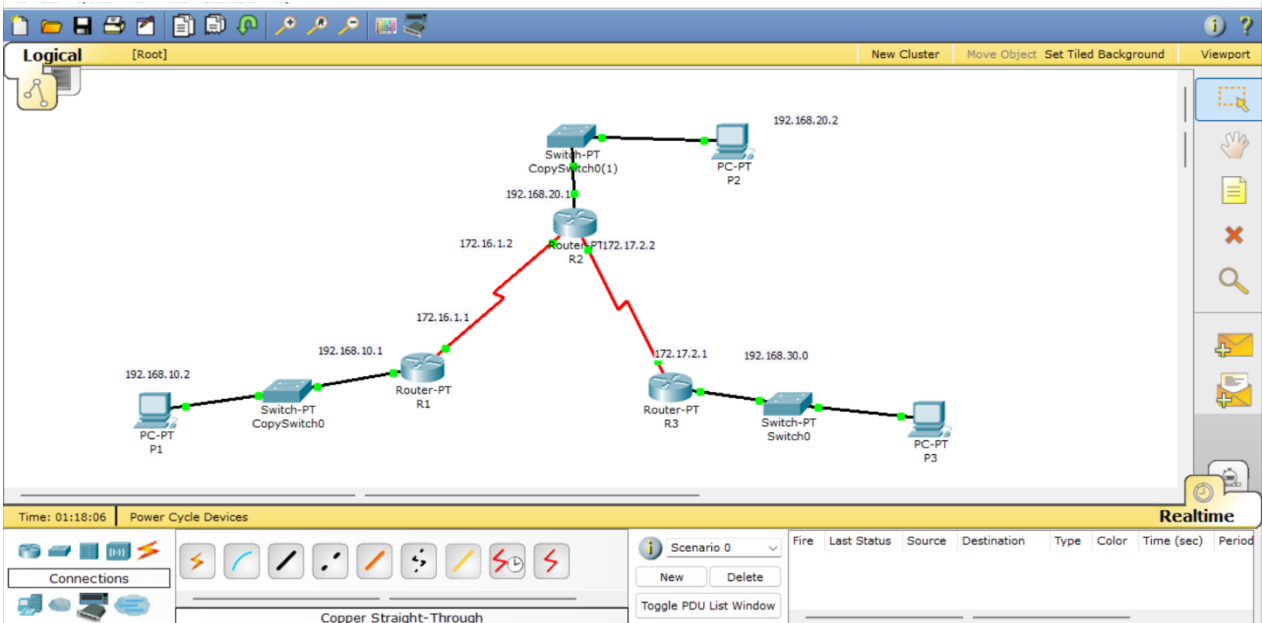 Logical [Root] New Cluster Move Object Set Tiled Background Viewport
192.168.20.2
Switch-PT
CopySwitch0(1)
PC-PT
P2
192.168.20.1
172.16.1.2
Router-PT 172.17.2.2
R2
172.16.1.1
192.168.10.1
172.17.2.1
192.168.30.0
192.168.10.2
Router-PT
R1
Switch-PT
CopySwitch0
PC-PT
P1
Router-PT
R3
Switch-PT
Switch0
PC-PT
P3
Time: 01:18:06 Power Cycle Devices Realtime
Connections
Copper Straight-Through
Scenario 0
New Delete
Toggle PDU List Window
Fire Last Status Source Destination Type Color Time (sec) Period